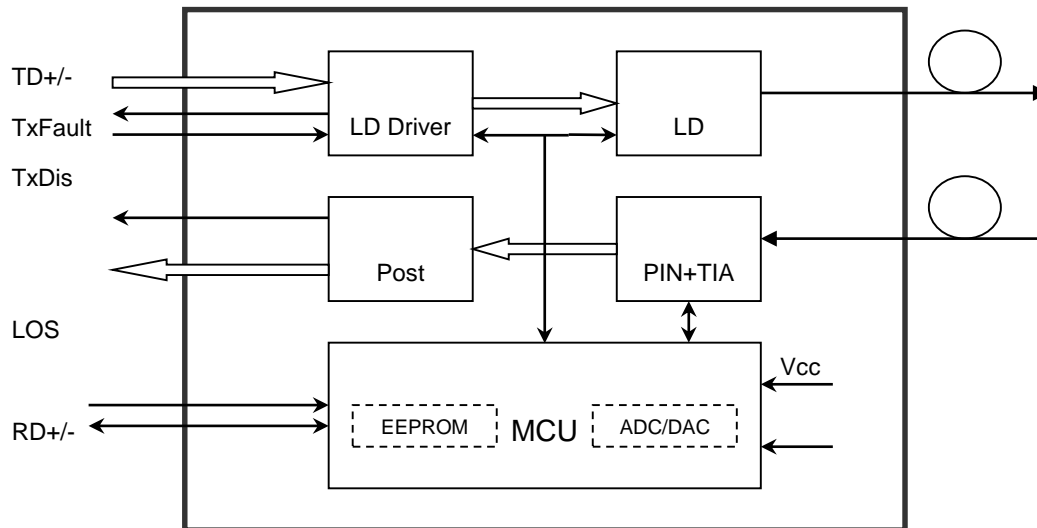 TD+/-
TxFault
TxDis
LOS
RD+/-
LD Driver
LD
Post
PIN+TIA
Vcc
EEPROM
MCU
ADC/DAC